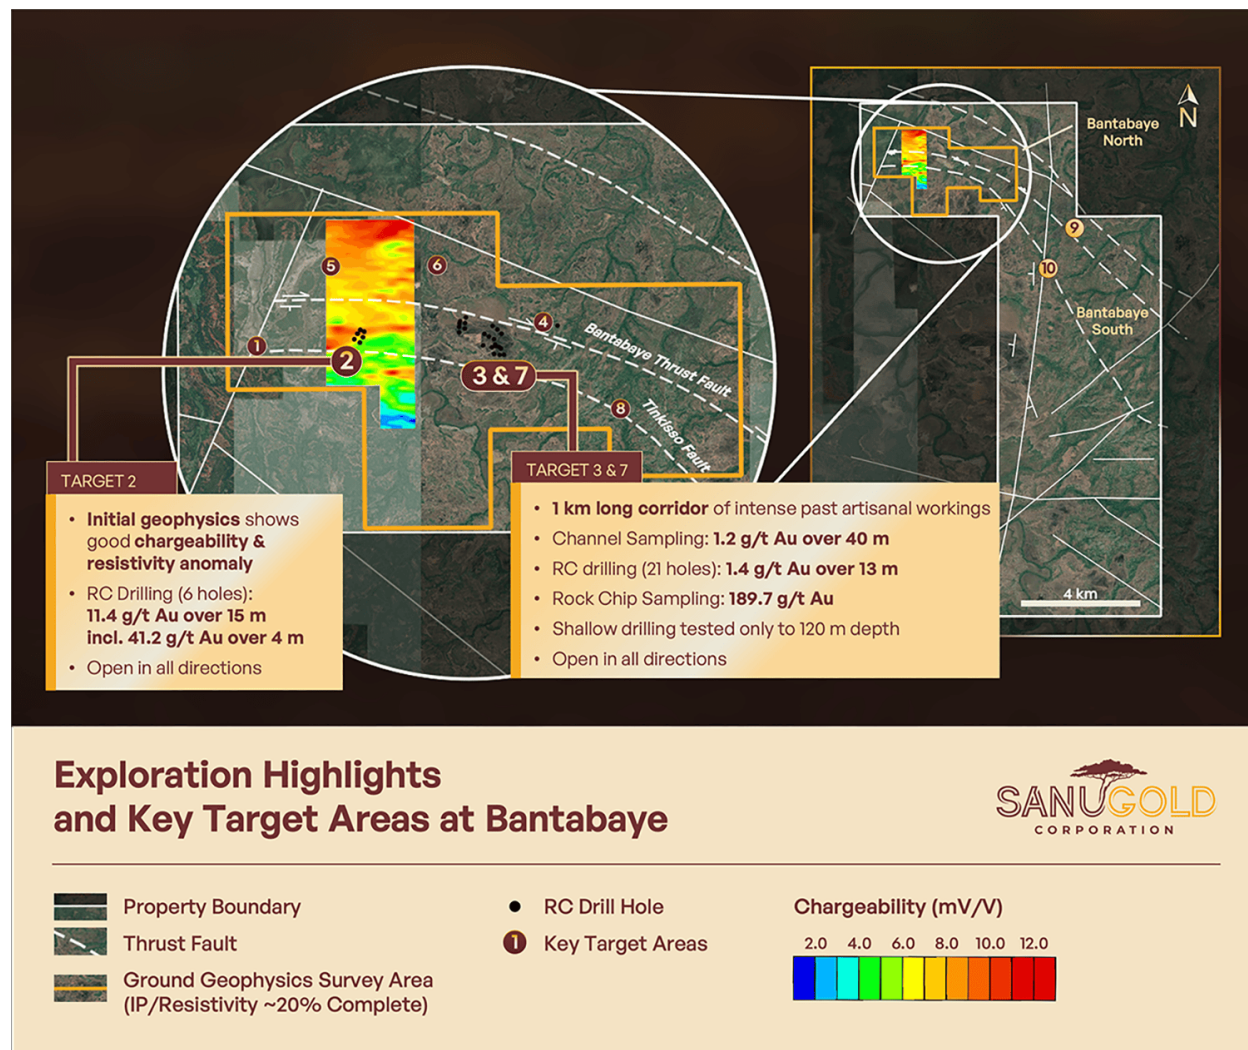 N
Bantabaye
North
9
10
Bantabaye
South
4 km
5
6
1
2
4
3 & 7
8
Bantabaye Thrust Fault
Tinkisso Fault
TARGET 2
• Initial geophysics shows
good chargeability &
resistivity anomaly
• RC Drilling (6 holes):
11.4 g/t Au over 15 m
incl. 41.2 g/t Au over 4 m
• Open in all directions
TARGET 3 & 7
• 1 km long corridor of intense past artisanal workings
• Channel Sampling: 1.2 g/t Au over 40 m
• RC drilling (21 holes): 1.4 g/t Au over 13 m
• Rock Chip Sampling: 189.7 g/t Au
• Shallow drilling tested only to 120 m depth
• Open in all directions
Exploration Highlights
and Key Target Areas at Bantabaye
SANUGOLD
CORPORATION
Property Boundary
Thrust Fault
Ground Geophysics Survey Area
(IP/Resistivity ~20% Complete)
RC Drill Hole
1 Key Target Areas
Chargeability (mV/V)
2.0 4.0 6.0 8.0 10.0 12.0